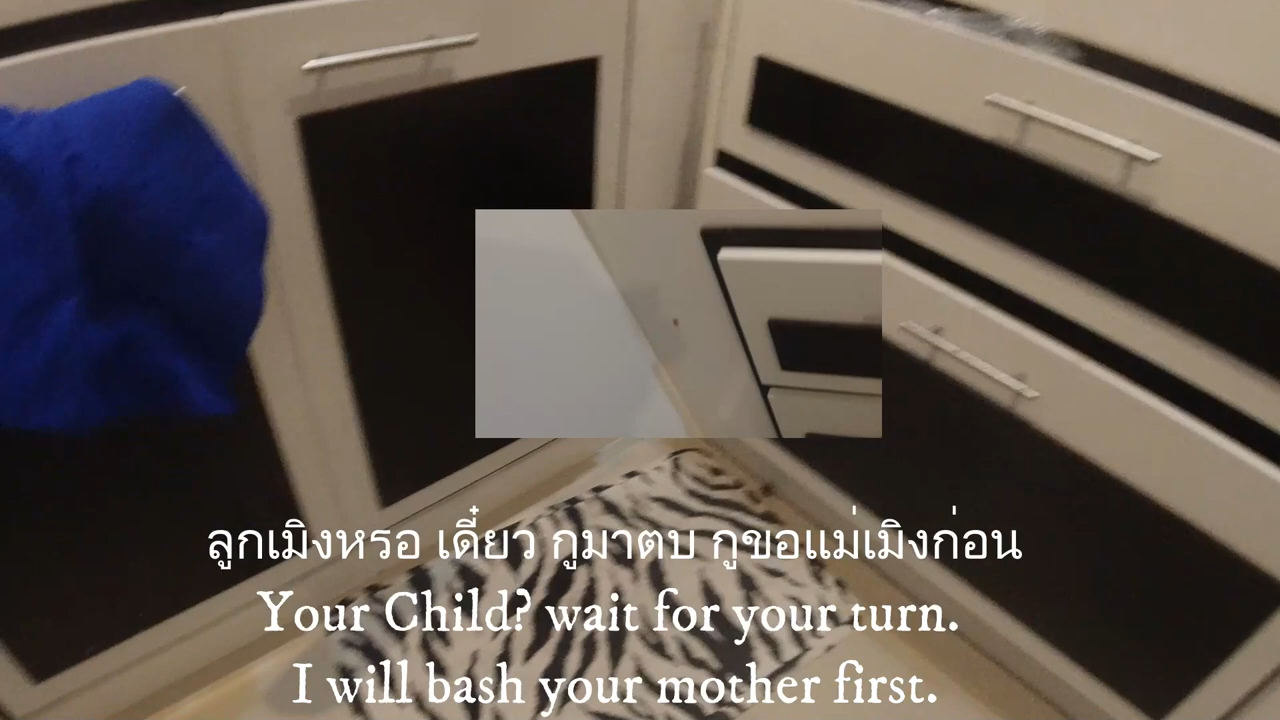 ลูกเมิงหรอ เดี๋ยว กูมาตบ กูขอแม่เมิงก่อน
Your Child? wait for your turn.
I will bash your mother first.